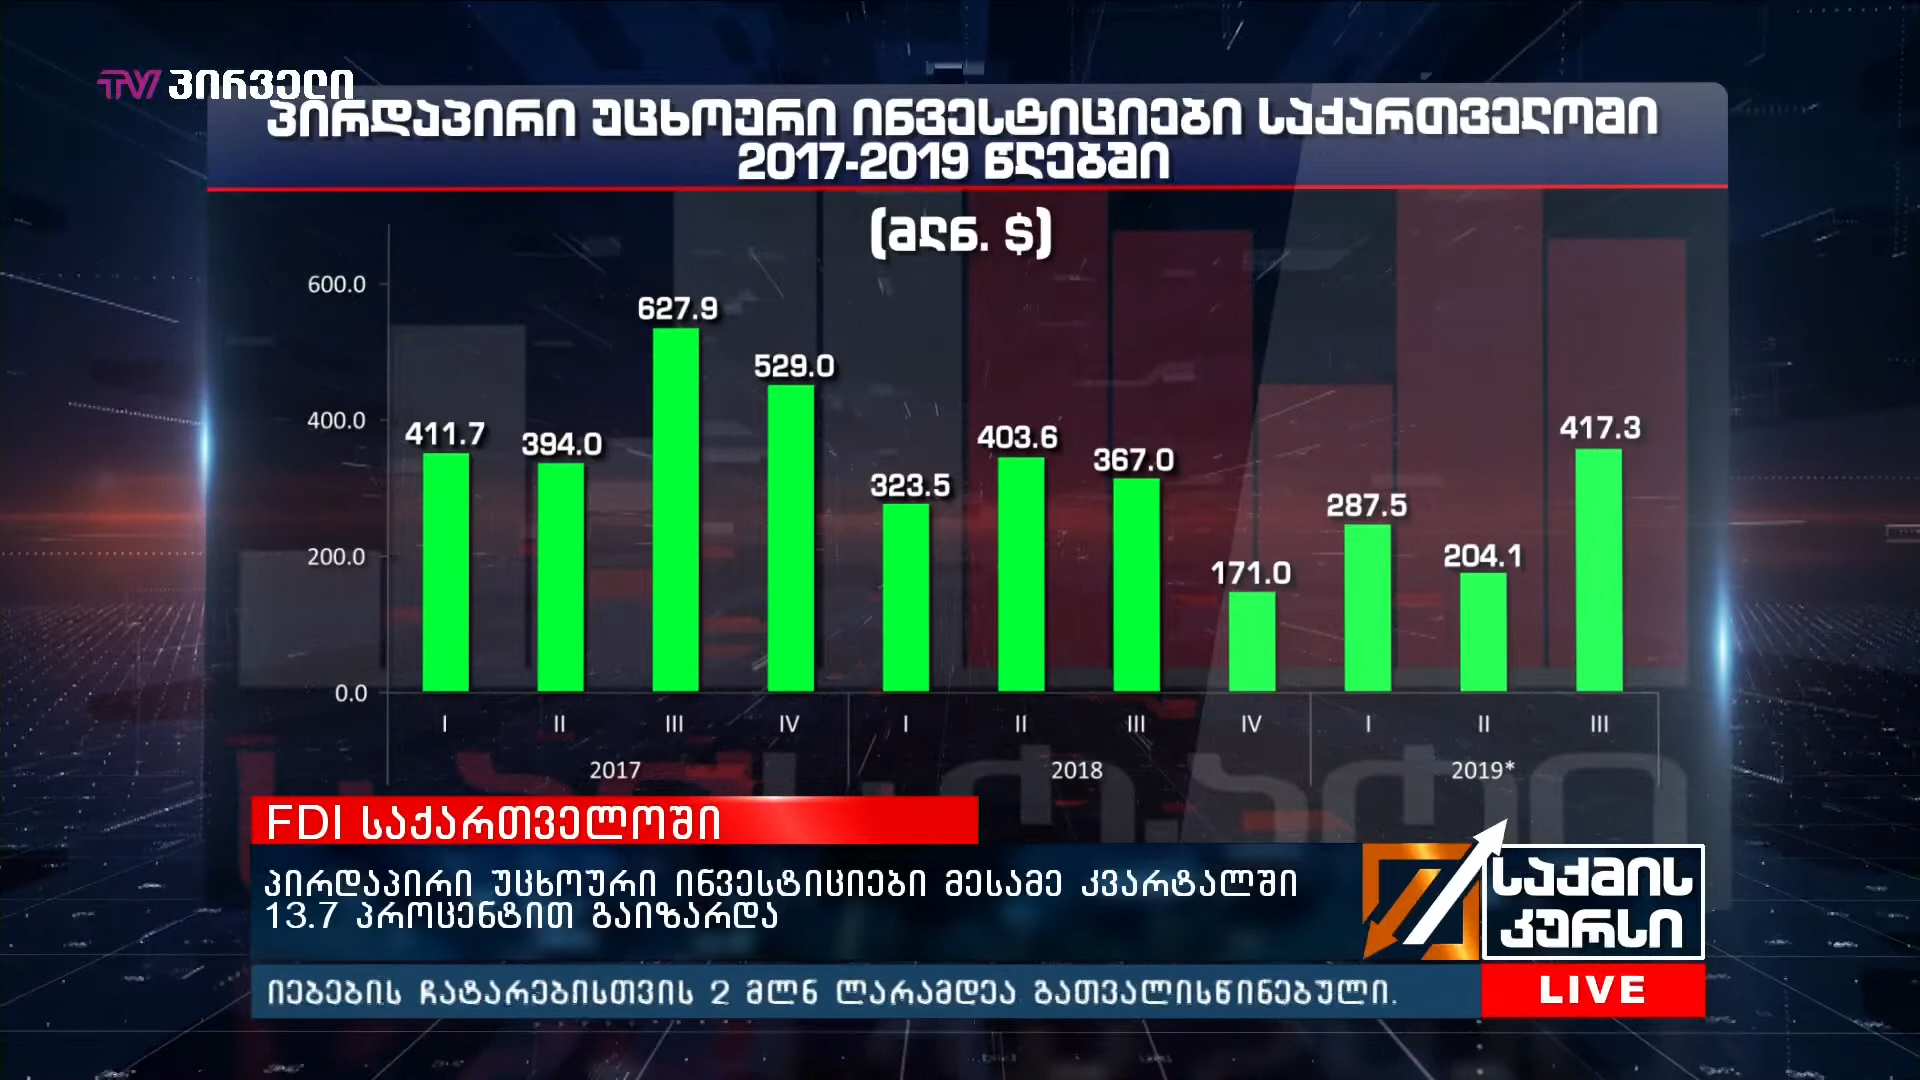 TV პირველი
პირდაპირი უცხოური ინვესტიციები საქართველოში
2017-2019 წლებში
(მლნ. $)
600.0
400.0
200.0
0.0
411.7 394.0 627.9 529.0 323.5 403.6 367.0 171.0 287.5 204.1 417.3
I II III IV I II III IV I II III
2017 2018 2019*
FDI საქართველოში
პირდაპირი უცხოური ინვესტიციები მესამე კვარტალში
13.7 პროცენტით გაიზარდა
საქმის
კურსი
იებების ჩატარებისთვის 2 მლნ ლარამდეა გათვალისწინებული.
LIVE